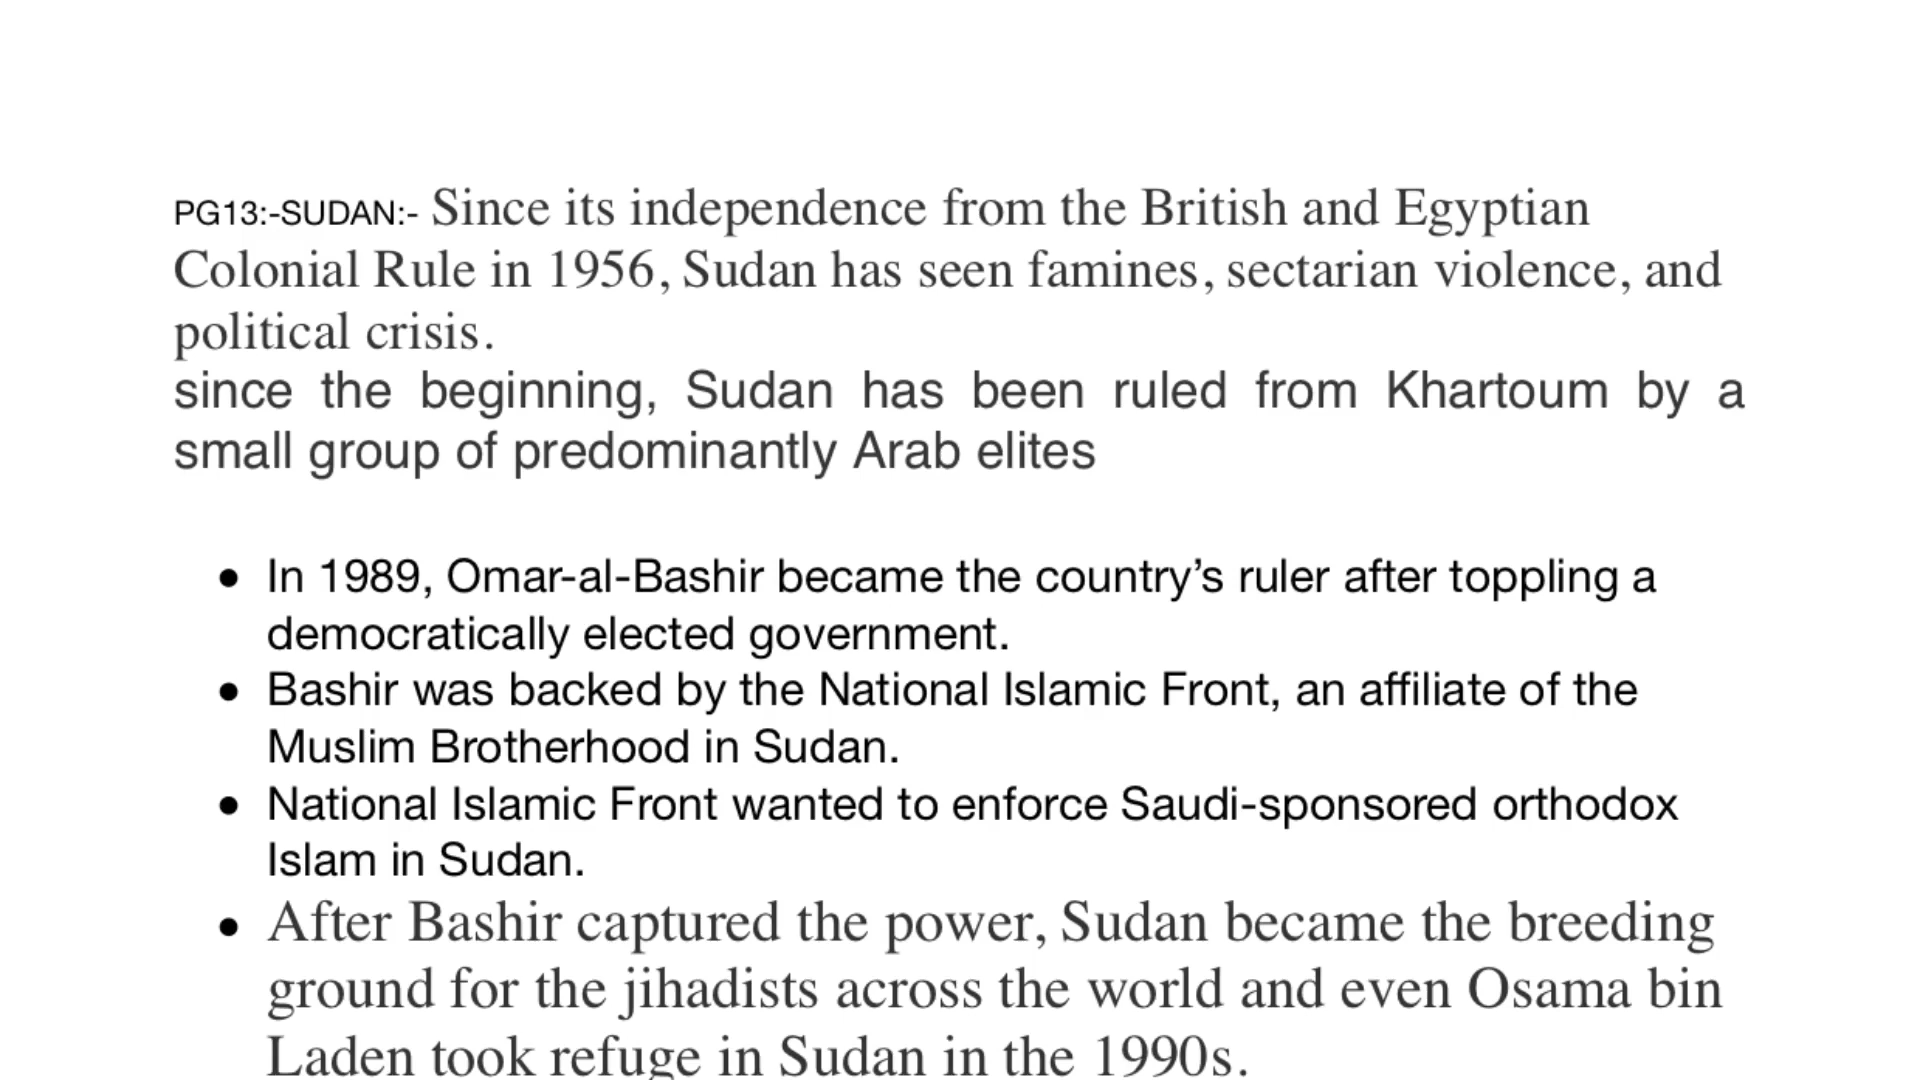 PG13:-SUDAN:- Since its independence from the British and Egyptian
Colonial Rule in 1956, Sudan has seen famines, sectarian violence, and
political crisis.
since the beginning, Sudan has been ruled from Khartoum by a
small group of predominantly Arab elites
● In 1989, Omar-al-Bashir became the country’s ruler after toppling a
democratically elected government.
● Bashir was backed by the National Islamic Front, an affiliate of the
Muslim Brotherhood in Sudan.
● National Islamic Front wanted to enforce Saudi-sponsored orthodox
Islam in Sudan.
● After Bashir captured the power, Sudan became the breeding
ground for the jihadists across the world and even Osama bin
Laden took refuge in Sudan in the 1990s.